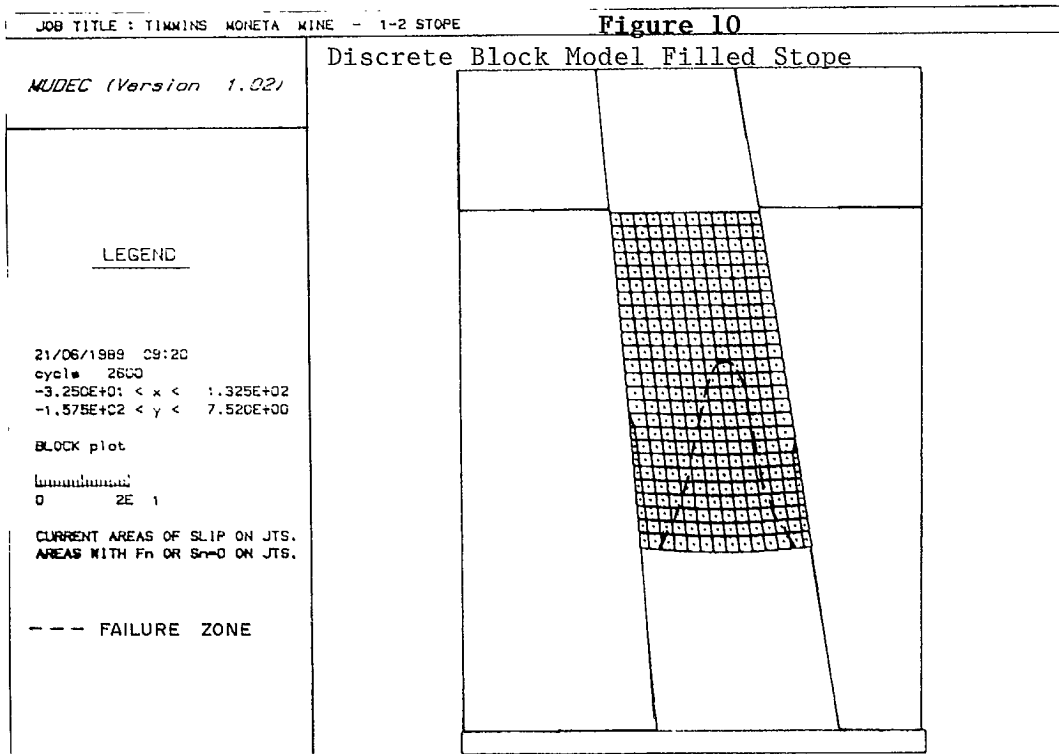 JOB TITLE : TIMMINS MONETA MINE - 1-2 STOPE
Figure 10
Discrete Block Model Filled Stope
MUDEC (Version 1.02)
LEGEND
21/06/1989 09:20
cycle 2600
-3.250E+01 < x < 1.325E+02
-1.575E+02 < y < 7.520E+00
BLOCK plot
0 2E 1
CURRENT AREAS OF SLIP ON JTS.
AREAS WITH Fn OR Sn=0 ON JTS.
--- FAILURE ZONE